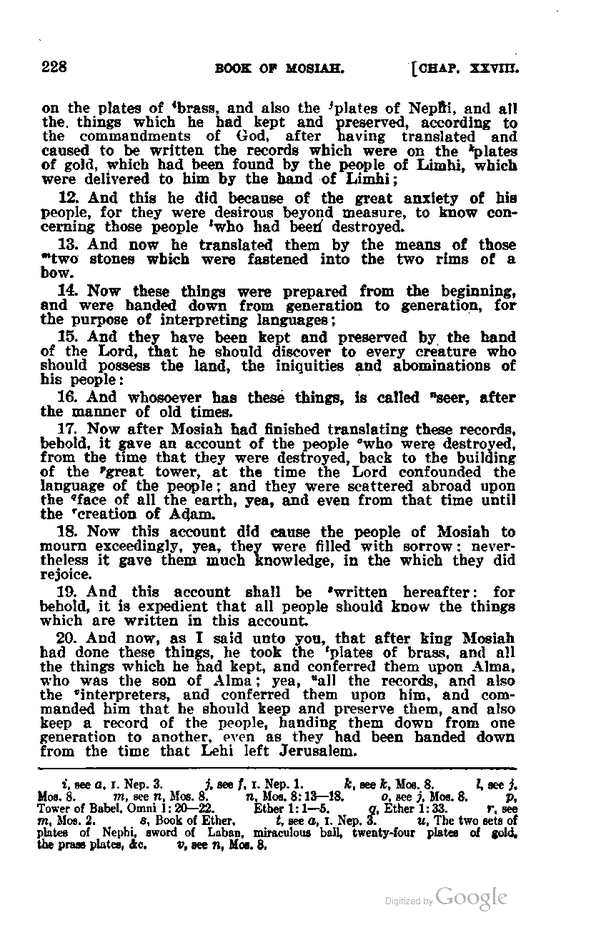 228 BOOK OF MOSIAH. [CHAP. XXVIII.
on the plates of ⁱbrass, and also the ʲplates of Nephi, and all
the. things which he had kept and preserved, according to
the commandments of God, after having translated and
caused to be written the records which were on the ᵏplates
of gold, which had been found by the people of Limhi, which
were delivered to him by the hand of Limhi;
12. And this he did because of the great anxiety of his
people, for they were desirous beyond measure, to know con-
cerning those people ˡwho had been destroyed.
13. And now he translated them by the means of those
ᵐtwo stones which were fastened into the two rims of a
bow.
14. Now these things were prepared from the beginning,
and were handed down from generation to generation, for
the purpose of interpreting languages;
15. And they have been kept and preserved by the hand
of the Lord, that he should discover to every creature who
should possess the land, the iniquities and abominations of
his people:
16. And whosoever has these things, is called ⁿseer, after
the manner of old times.
17. Now after Mosiah had finished translating these records,
behold, it gave an account of the people ᵒwho were destroyed,
from the time that they were destroyed, back to the building
of the ᵖgreat tower, at the time the Lord confounded the
language of the people; and they were scattered abroad upon
the ᑫface of all the earth, yea, and even from that time until
the ʳcreation of Adam.
18. Now this account did cause the people of Mosiah to
mourn exceedingly, yea, they were filled with sorrow: never-
theless it gave them much knowledge, in the which they did
rejoice.
19. And this account shall be ˢwritten hereafter: for
behold, it is expedient that all people should know the things
which are written in this account.
20. And now, as I said unto you, that after king Mosiah
had done these things, he took the ᵗplates of brass, and all
the things which he had kept, and conferred them upon Alma,
who was the son of Alma; yea, ᵘall the records, and also
the ᵛinterpreters, and conferred them upon him, and com-
manded him that he should keep and preserve them, and also
keep a record of the people, handing them down from one
generation to another, even as they had been handed down
from the time that Lehi left Jerusalem.
i, see a, 1. Nep. 3. j, see f, 1. Nep. 1. k, see k, Mos. 8. l, see j,
Mos. 8. m, see n, Mos. 8. n, Mos. 8: 13—18. o, see j, Mos. 8. p,
Tower of Babel. Omni 1: 20—22. Ether 1: 1—5. q, Ether 1: 33. r, see
m, Mos. 2. s, Book of Ether. t, see a, 1. Nep. 3. u, The two sets of
plates of Nephi, sword of Laban, miraculous ball, twenty-four plates of gold,
the prass plates, &c. v, see n, Mos. 8.
Digitized by Google